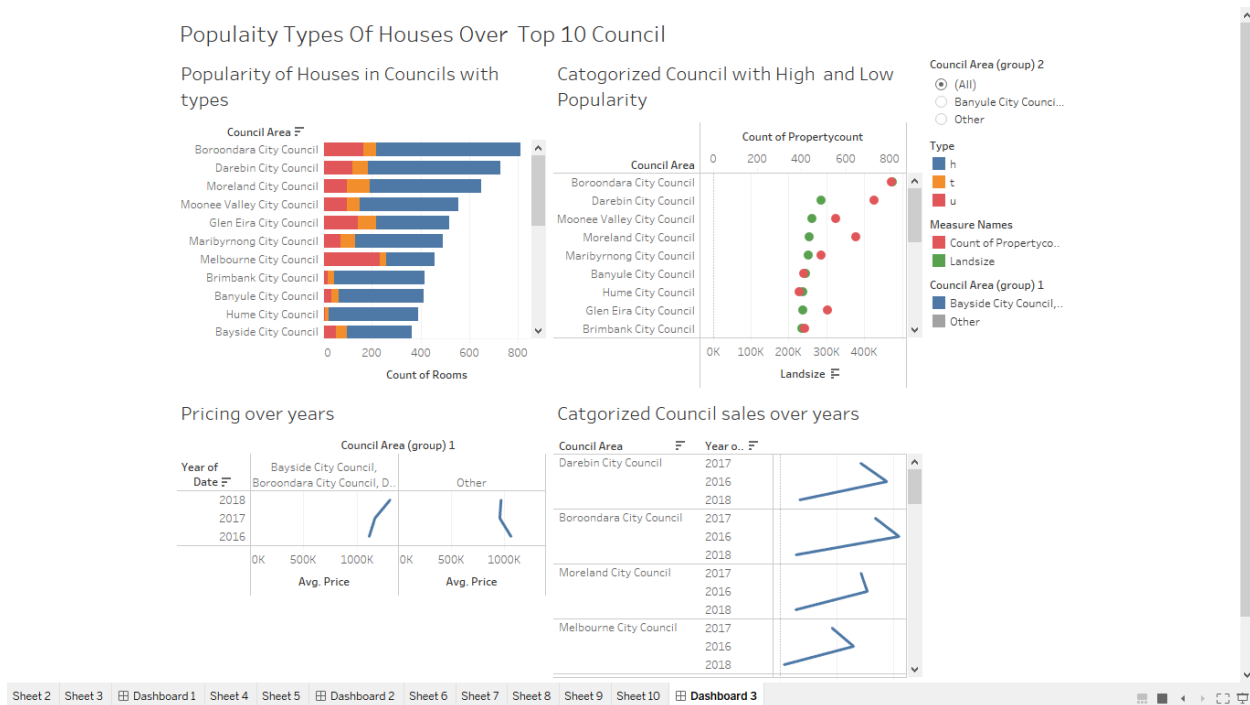 Populaity Types Of Houses Over Top 10 Council
Popularity of Houses in Councils with
types
Council Area
Boroondara City Council
Darebin City Council
Moreland City Council
Moonee Valley City Council
Glen Eira City Council
Maribyrnong City Council
Melbourne City Council
Brimbank City Council
Banyule City Council
Hume City Council
Bayside City Council
0 200 400 600 800
Count of Rooms
Catogorized Council with High and Low
Popularity
Count of Propertycount
Council Area
0 200 400 600 800
Boroondara City Council
Darebin City Council
Moonee Valley City Council
Moreland City Council
Maribyrnong City Council
Banyule City Council
Hume City Council
Glen Eira City Council
Brimbank City Council
0K 100K 200K 300K 400K
Landsize
Council Area (group) 2
(All)
Banyule City Counci...
Other
Type
h
t
u
Measure Names
Count of Propertyco..
Landsize
Council Area (group) 1
Bayside City Council,..
Other
Pricing over years
Council Area (group) 1
Year of
Date
Bayside City Council,
Boroondara City Council, D..
Other
2018
2017
2016
0K 500K 1000K 0K 500K 1000K
Avg. Price Avg. Price
Catgorized Council sales over years
Council Area Year o..
Darebin City Council 2017
2016
2018
Boroondara City Council 2017
2016
2018
Moreland City Council 2017
2016
2018
Melbourne City Council 2017
2016
2018
Sheet 2 Sheet 3 Dashboard 1 Sheet 4 Sheet 5 Dashboard 2 Sheet 6 Sheet 7 Sheet 8 Sheet 9 Sheet 10 Dashboard 3